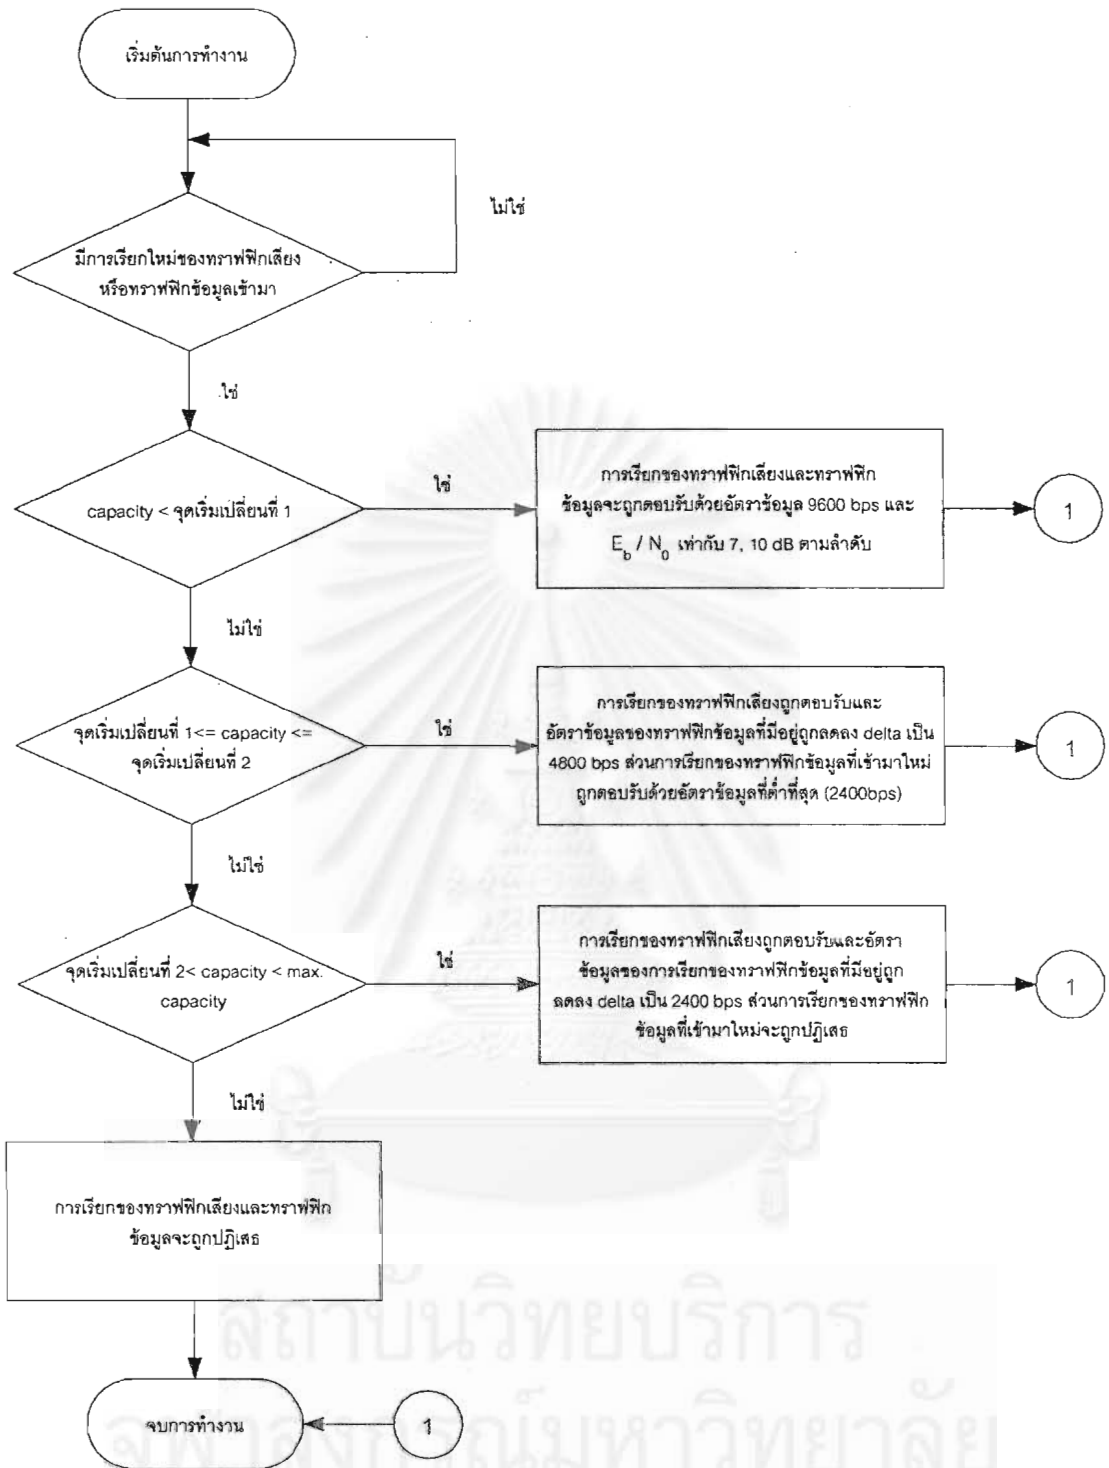 เริ่มต้นการทำงาน
ไม่ใช่
มีการเรียกใหม่ของทราฟฟิกเสียง
หรือทราฟฟิกข้อมูลเข้ามา
ใช่
capacity < จุดเริ่มเปลี่ยนที่ 1
ใช่
การเรียกของทราฟฟิกเสียงและทราฟฟิก
ข้อมูลจะถูกตอบรับด้วยอัตราข้อมูล 9600 bps และ
E_b / N_0 เท่ากับ 7, 10 dB ตามลำดับ
1
ไม่ใช่
จุดเริ่มเปลี่ยนที่ 1<= capacity <=
จุดเริ่มเปลี่ยนที่ 2
ใช่
การเรียกของทราฟฟิกเสียงถูกตอบรับและ
อัตราข้อมูลของทราฟฟิกข้อมูลที่มีอยู่ถูกลดลง delta เป็น
4800 bps ส่วนการเรียกของทราฟฟิกข้อมูลที่เข้ามาใหม่
ถูกตอบรับด้วยอัตราข้อมูลที่ต่ำที่สุด (2400bps)
1
ไม่ใช่
จุดเริ่มเปลี่ยนที่ 2< capacity < max.
capacity
ใช่
การเรียกของทราฟฟิกเสียงถูกตอบรับและอัตรา
ข้อมูลของการเรียกของทราฟฟิกข้อมูลที่มีอยู่ถูก
ลดลง delta เป็น 2400 bps ส่วนการเรียกของทราฟฟิก
ข้อมูลที่เข้ามาใหม่จะถูกปฏิเสธ
1
ไม่ใช่
การเรียกของทราฟฟิกเสียงและทราฟฟิก
ข้อมูลจะถูกปฏิเสธ
สถาบันวิทยบริการ
จบการทำงาน
1
จุฬาลงกรณ์มหาวิทยาลัย